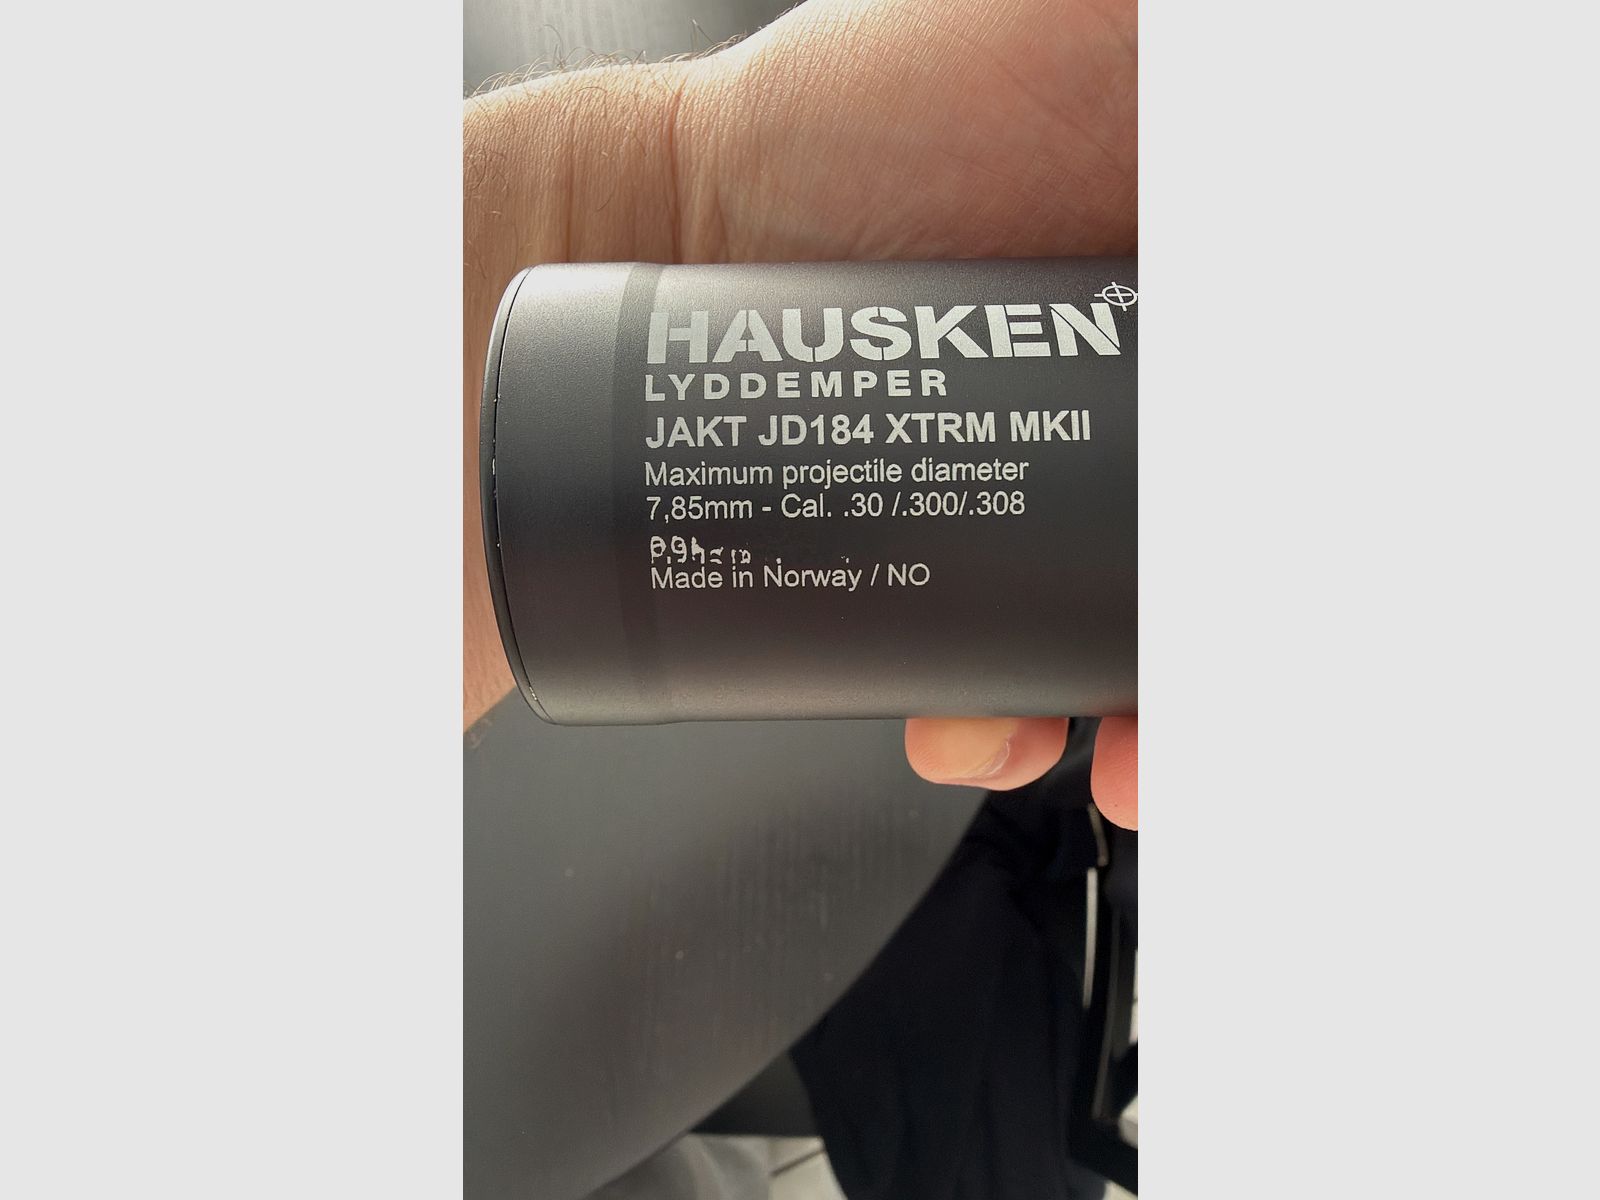 HAUSKEN
LYDDEMPER
JAKT JD184 XTRM MKII
Maximum projectile diameter
7,85mm - Cal. .30 /.300/.308
Made in Norway / NO